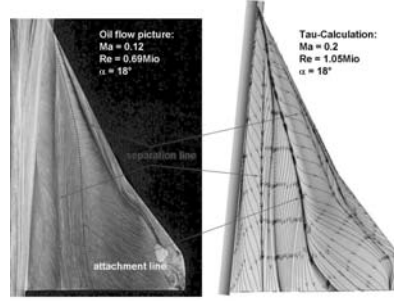 Oil flow picture:
Ma = 0.12
Re = 0.69Mio
α = 18°
Tau-Calculation:
Ma = 0.2
Re = 1.05Mio
α = 18°
separation line
attachment line